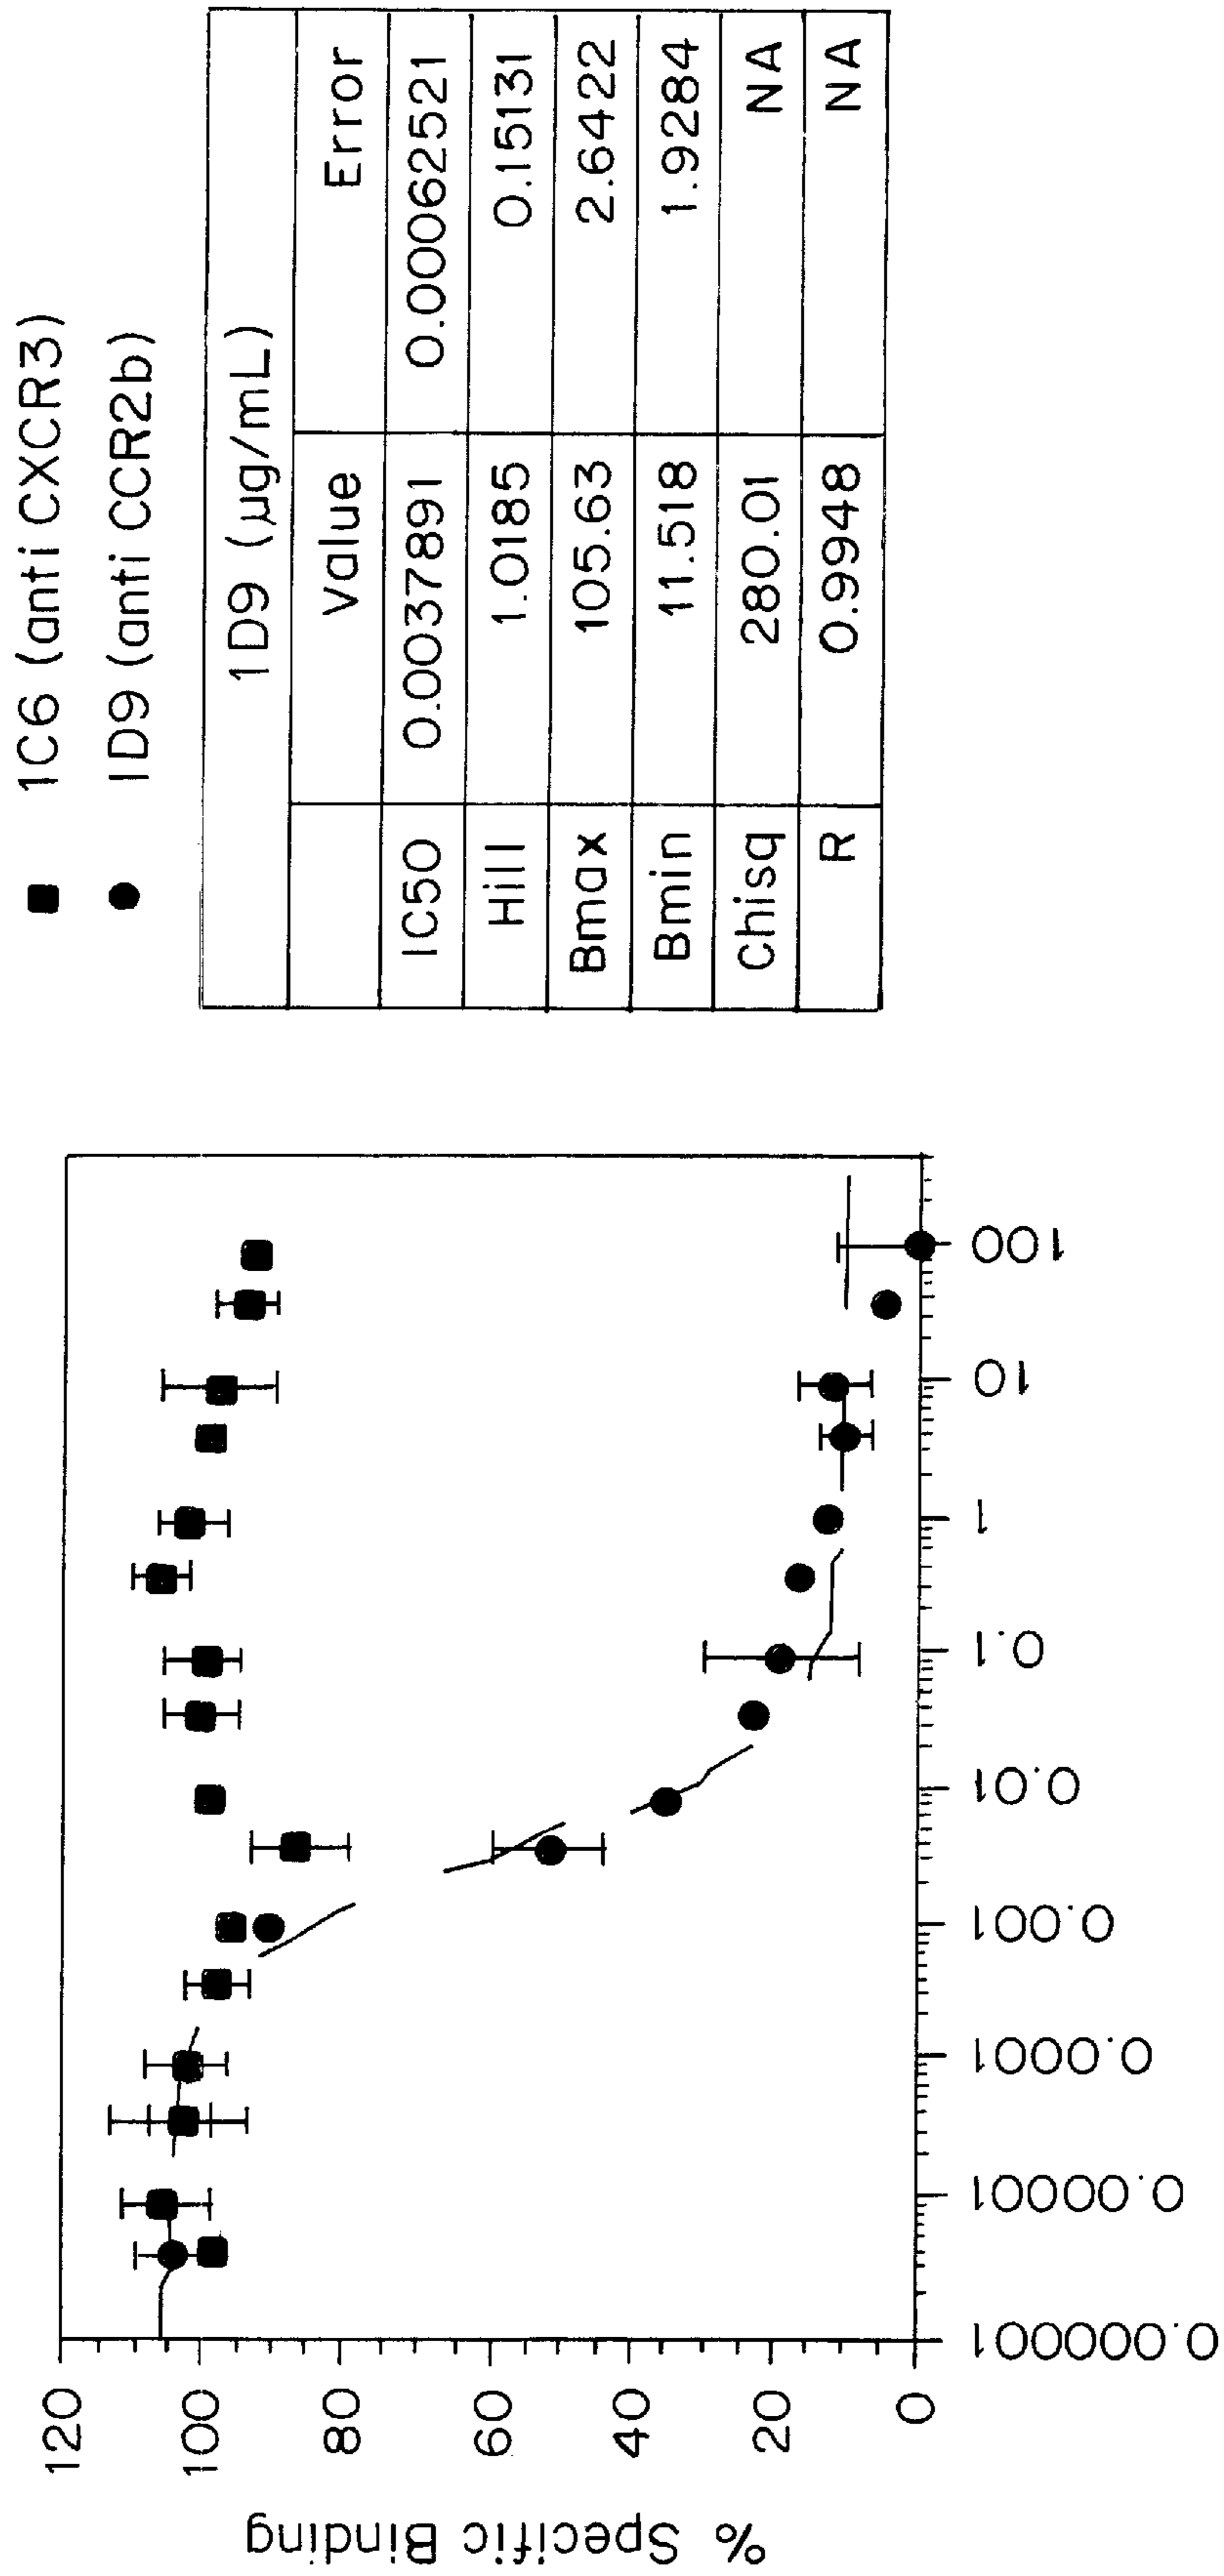 ■ 1C6 (anti CXCR3)
● 1D9 (anti CCR2b)
1D9 (µg/mL)
Value Error
IC50 0.0037891 0.00062521
Hill 1.0185 0.15131
Bmax 105.63 2.6422
Bmin 11.518 1.9284
Chisq 280.01 NA
R 0.9948 NA
% Specific Binding
120
100
80
60
40
20
0
0.000001
0.00001
0.0001
0.001
0.01
0.1
1
10
100